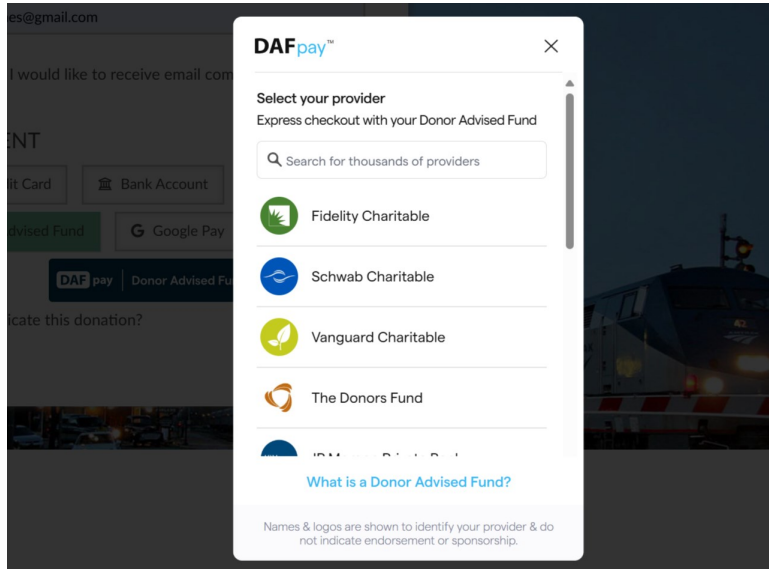 es@gmail.com
I would like to receive email com
ENT
dit Card
Bank Account
dvised Fund
G Google Pay
DAF pay | Donor Advised Fu
icate this donation?
DAFpay™
Select your provider
Express checkout with your Donor Advised Fund
Search for thousands of providers
Fidelity Charitable
Schwab Charitable
Vanguard Charitable
The Donors Fund
What is a Donor Advised Fund?
Names & logos are shown to identify your provider & do
not indicate endorsement or sponsorship.